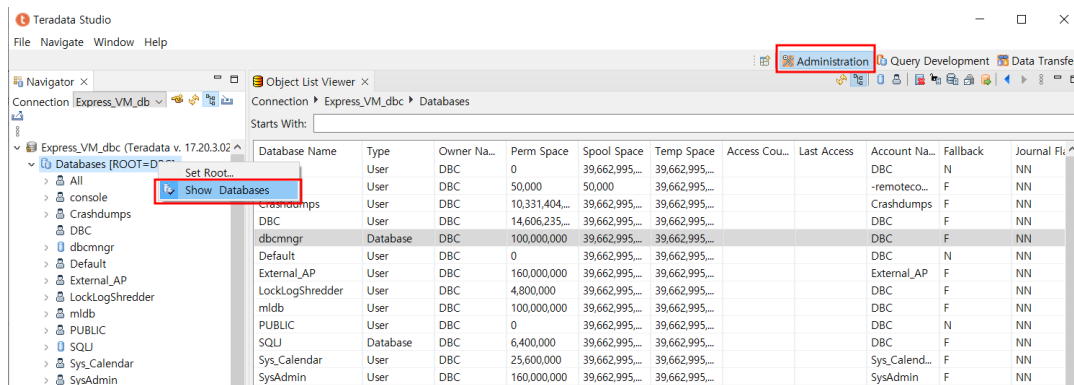 Teradata Studio
File Navigate Window Help
Administration Query Development Data Transfe
Navigator
Object List Viewer
Connection Express_VM_db
Connection Express_VM_dbc Databases
Starts With:
Express_VM_dbc (Teradata v. 17.20.3.02
Databases [ROOT=DBC]
Set Root...
Show Databases
All
console
Crashdumps
DBC
dbcmngr
Default
External_AP
LockLogShredder
mldb
PUBLIC
SQLJ
Sys_Calendar
SysAdmin
Database Name Type Owner Na... Perm Space Spool Space Temp Space Access Cou... Last Access Account Na... Fallback Journal Fla
User DBC 0 39,662,995,... 39,662,995,... DBC N NN
User DBC 50,000 50,000 39,662,995,... -remoteco... F NN
Crashdumps User DBC 10,331,404,... 39,662,995,... 39,662,995,... Crashdumps F NN
DBC User DBC 14,606,235,... 39,662,995,... 39,662,995,... DBC F NN
dbcmngr Database DBC 100,000,000 39,662,995,... 39,662,995,... DBC F NN
Default User DBC 0 39,662,995,... 39,662,995,... DBC N NN
External_AP User DBC 160,000,000 39,662,995,... 39,662,995,... External_AP F NN
LockLogShredder User DBC 4,800,000 39,662,995,... 39,662,995,... DBC F NN
mldb User DBC 100,000,000 39,662,995,... 39,662,995,... DBC F NN
PUBLIC User DBC 0 39,662,995,... 39,662,995,... DBC N NN
SQLJ Database DBC 6,400,000 39,662,995,... 39,662,995,... DBC F NN
Sys_Calendar User DBC 25,600,000 39,662,995,... 39,662,995,... Sys_Calend... F NN
SysAdmin User DBC 160,000,000 39,662,995,... 39,662,995,... SysAdmin F NN